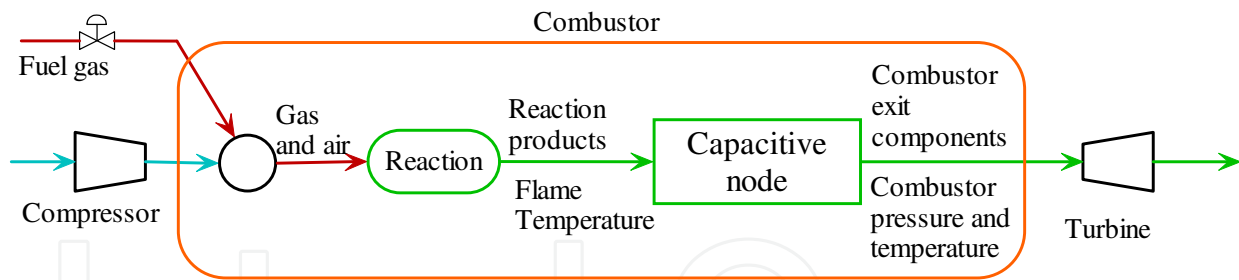 Combustor
Fuel gas
Compressor
Gas
and air
Reaction
Reaction
products
Flame
Temperature
Capacitive
node
Combustor
exit
components
Combustor
pressure and
temperature
Turbine